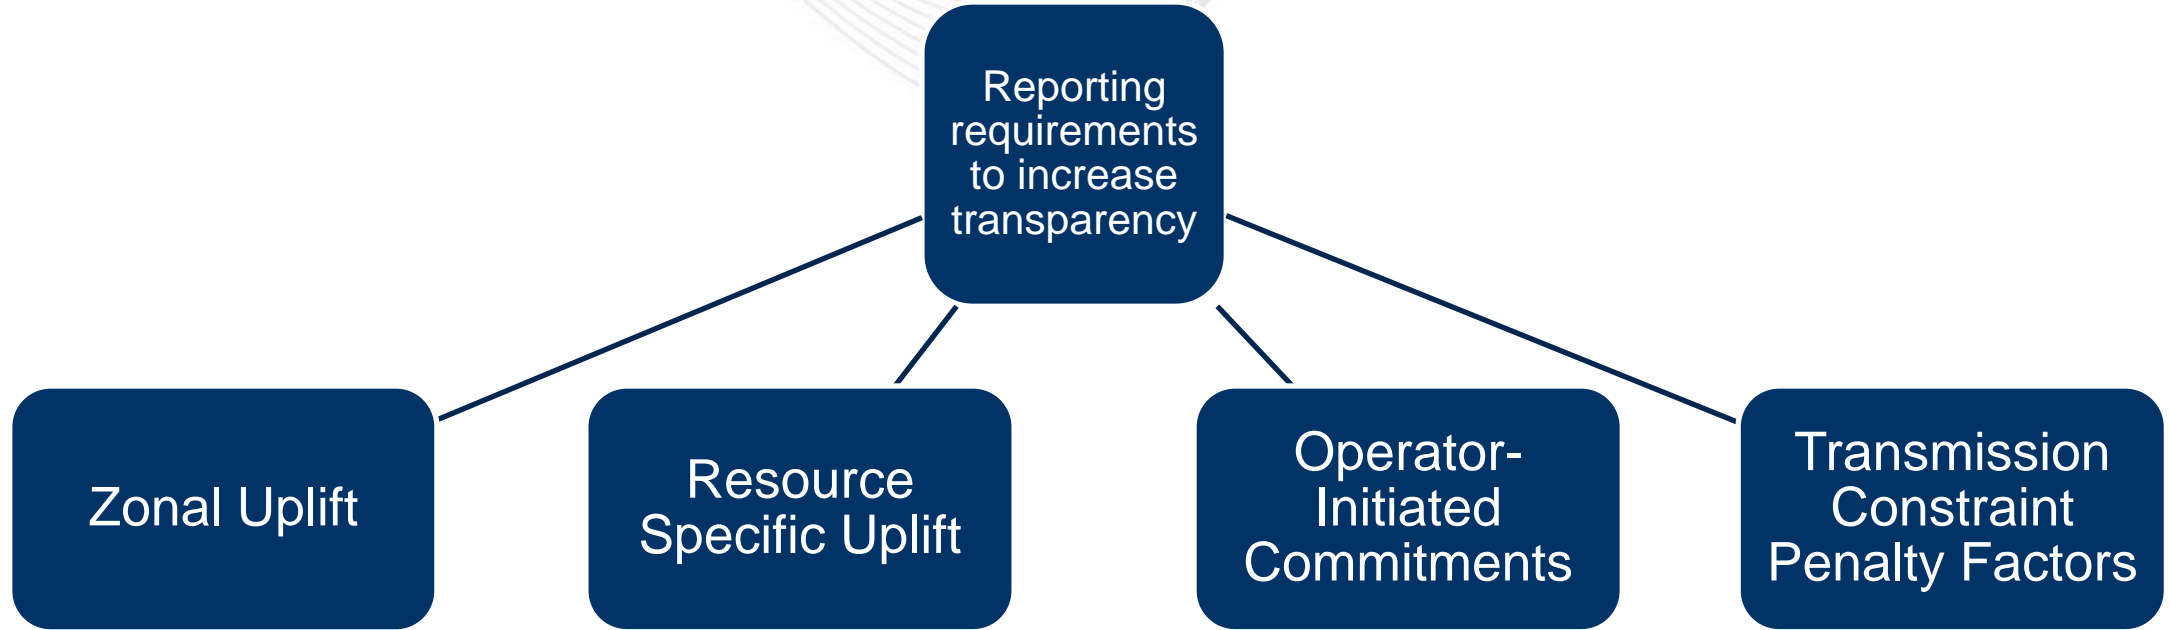 Reporting
requirements
to increase
transparency
Zonal Uplift
Resource
Specific Uplift
Operator-
Initiated
Commitments
Transmission
Constraint
Penalty Factors